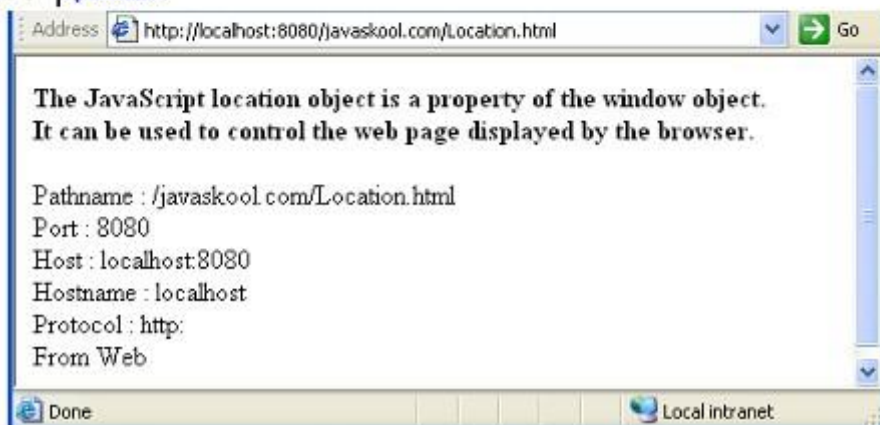 Address http://localhost:8080/javaskool.com/Location.html Go
The JavaScript location object is a property of the window object.
It can be used to control the web page displayed by the browser.
Pathname : /javaskool.com/Location.html
Port : 8080
Host : localhost:8080
Hostname : localhost
Protocol : http:
From Web
Done Local intranet